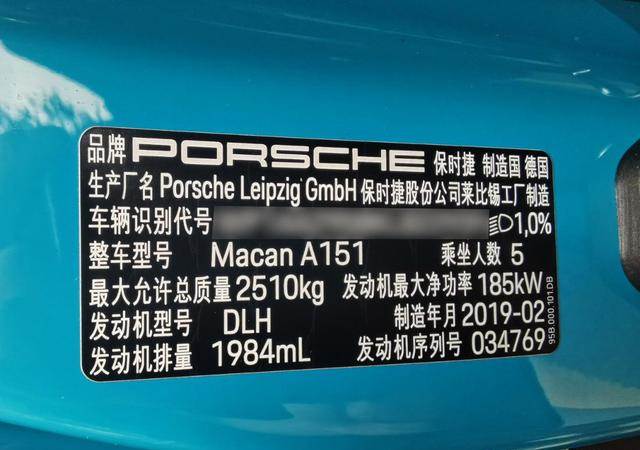 品牌 PORSCHE 保时捷 制造国 德国
生产厂名 Porsche Leipzig GmbH 保时捷股份公司莱比锡工厂制造
车辆识别代号 1,0%
整车型号 Macan A151 乘坐人数 5
最大允许总质量 2510kg 发动机最大净功率 185kW
发动机型号 DLH 制造年月 2019-02
发动机排量 1984mL 发动机序列号 034769
95B.000.101.DB